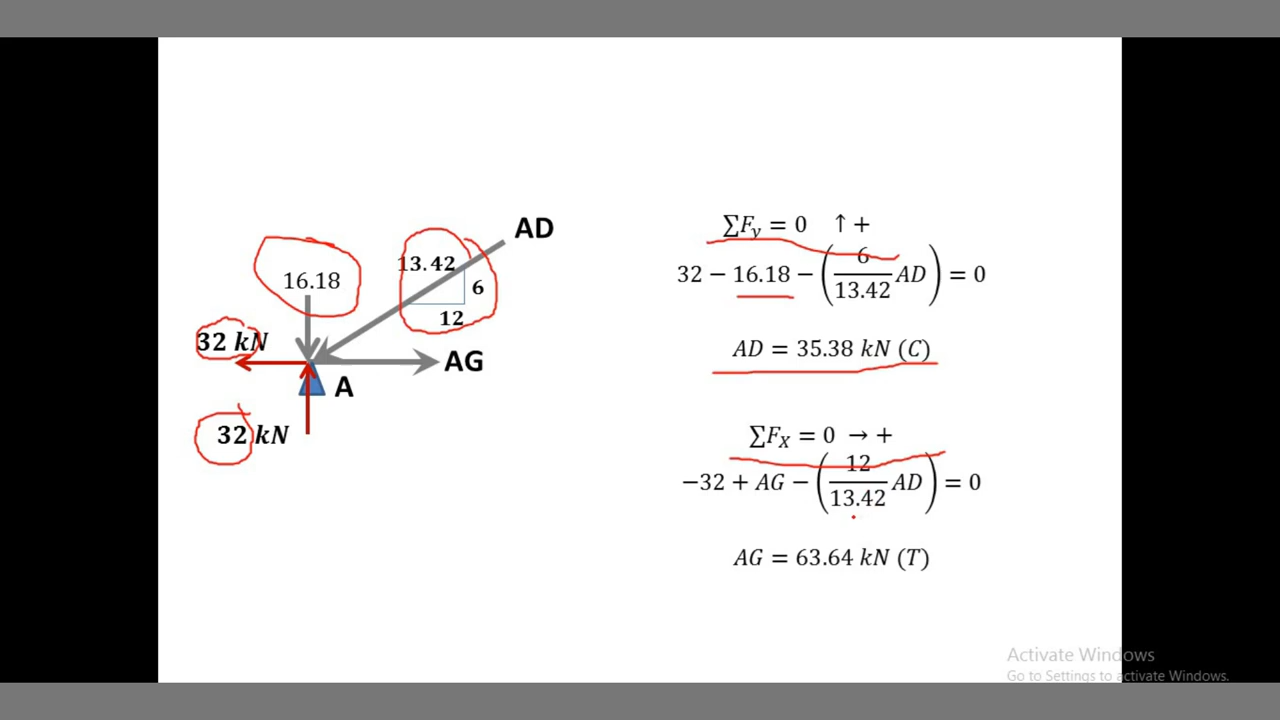 AD
13.42
6
12
16.18
32 kN
AG
A
32 kN
∑F_y = 0 ↑ +
32 − 16.18 − (6/13.42 AD) = 0
AD = 35.38 kN (C)
∑F_X = 0 → +
−32 + AG − (12/13.42 AD) = 0
AG = 63.64 kN (T)
Activate Windows
Go to Settings to activate Windows.